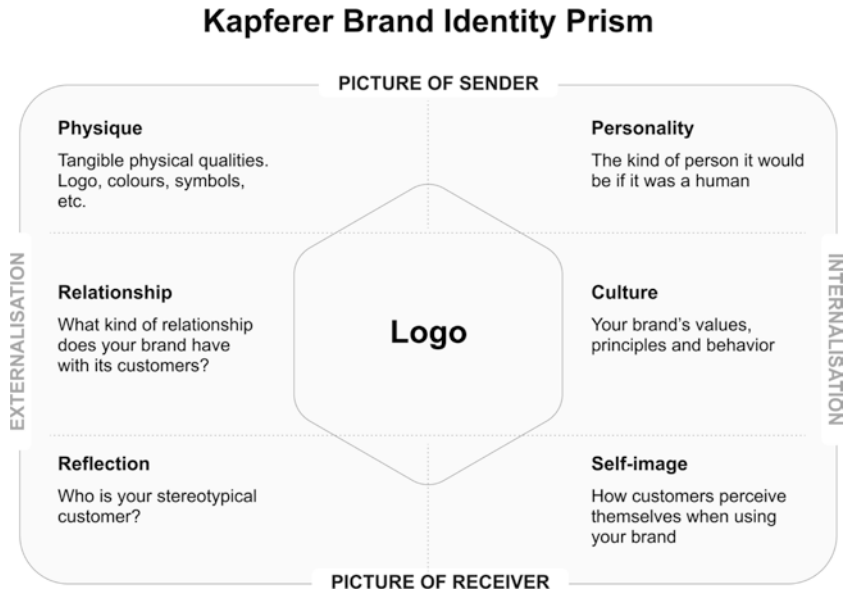 Kapferer Brand Identity Prism
PICTURE OF SENDER
Physique
Tangible physical qualities.
Logo, colours, symbols,
etc.
Personality
The kind of person it would
be if it was a human
EXTERNALISATION
Relationship
What kind of relationship
does your brand have
with its customers?
Logo
Culture
Your brand’s values,
principles and behavior
INTERNALISATION
Reflection
Who is your stereotypical
customer?
Self-image
How customers perceive
themselves when using
your brand
PICTURE OF RECEIVER